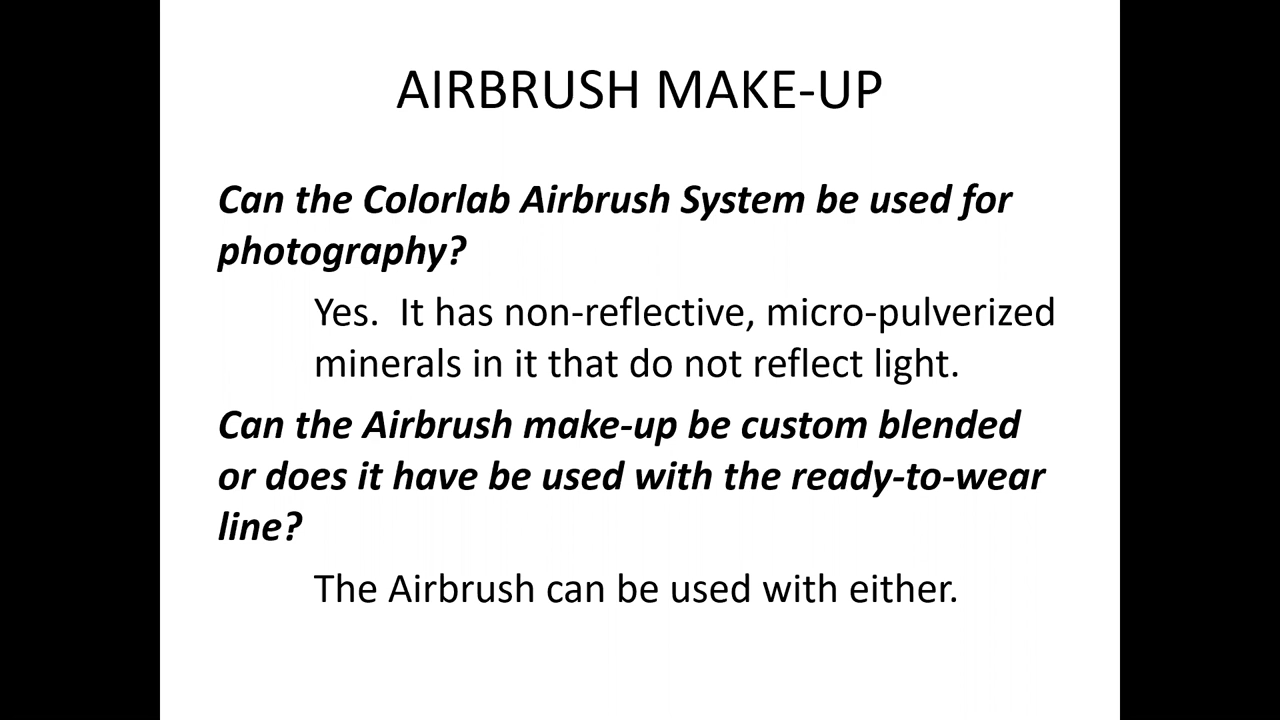 AIRBRUSH MAKE-UP
Can the Colorlab Airbrush System be used for
photography?
Yes.  It has non-reflective, micro-pulverized
minerals in it that do not reflect light.
Can the Airbrush make-up be custom blended
or does it have be used with the ready-to-wear
line?
The Airbrush can be used with either.